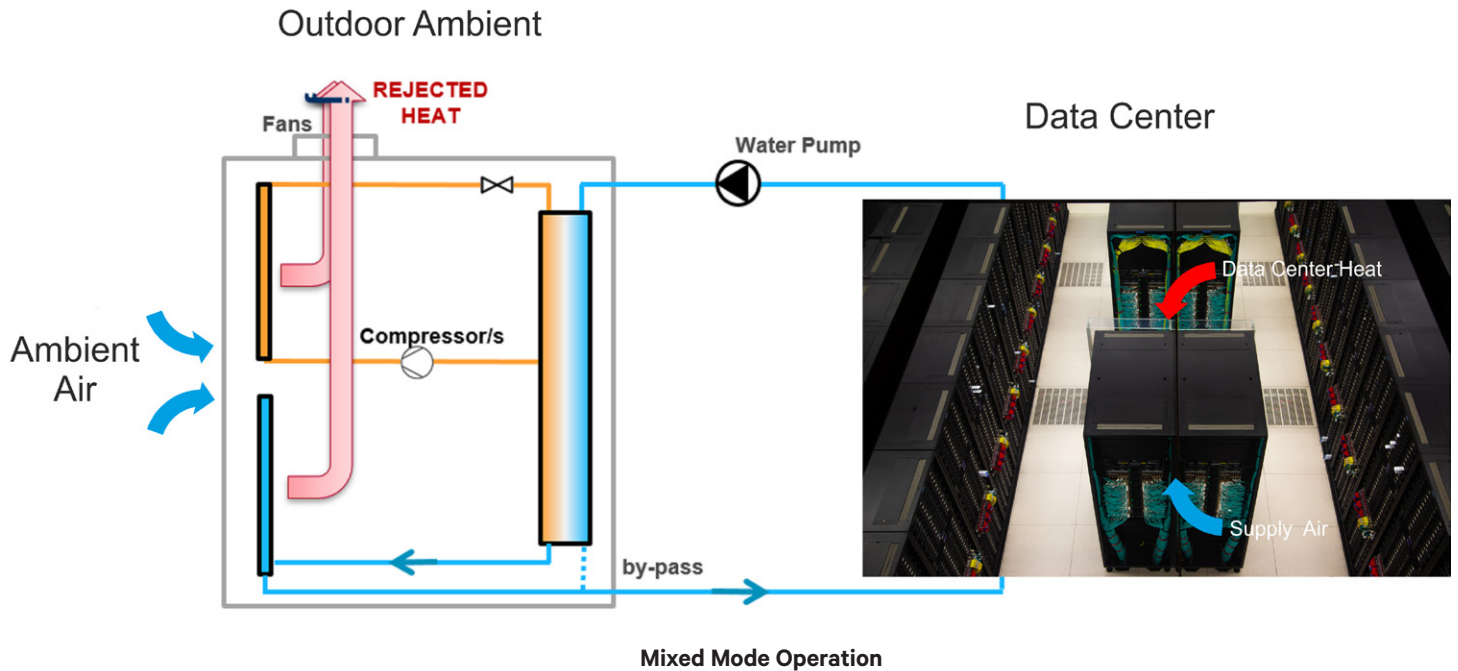 Outdoor Ambient
REJECTED
HEAT
Fans
Data Center
Water Pump
Data Center Heat
Compressor/s
Ambient
Air
Supply Air
by-pass
Mixed Mode Operation